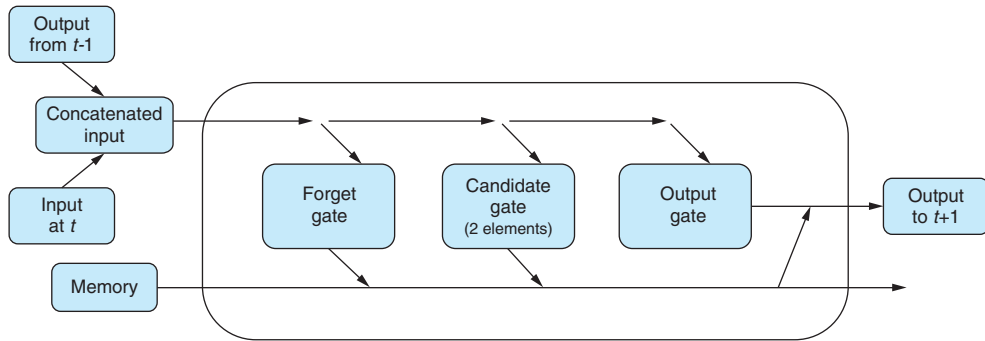 Output
from t-1
Concatenated
input
Input
at t
Memory
Forget
gate
Candidate
gate
(2 elements)
Output
gate
Output
to t+1